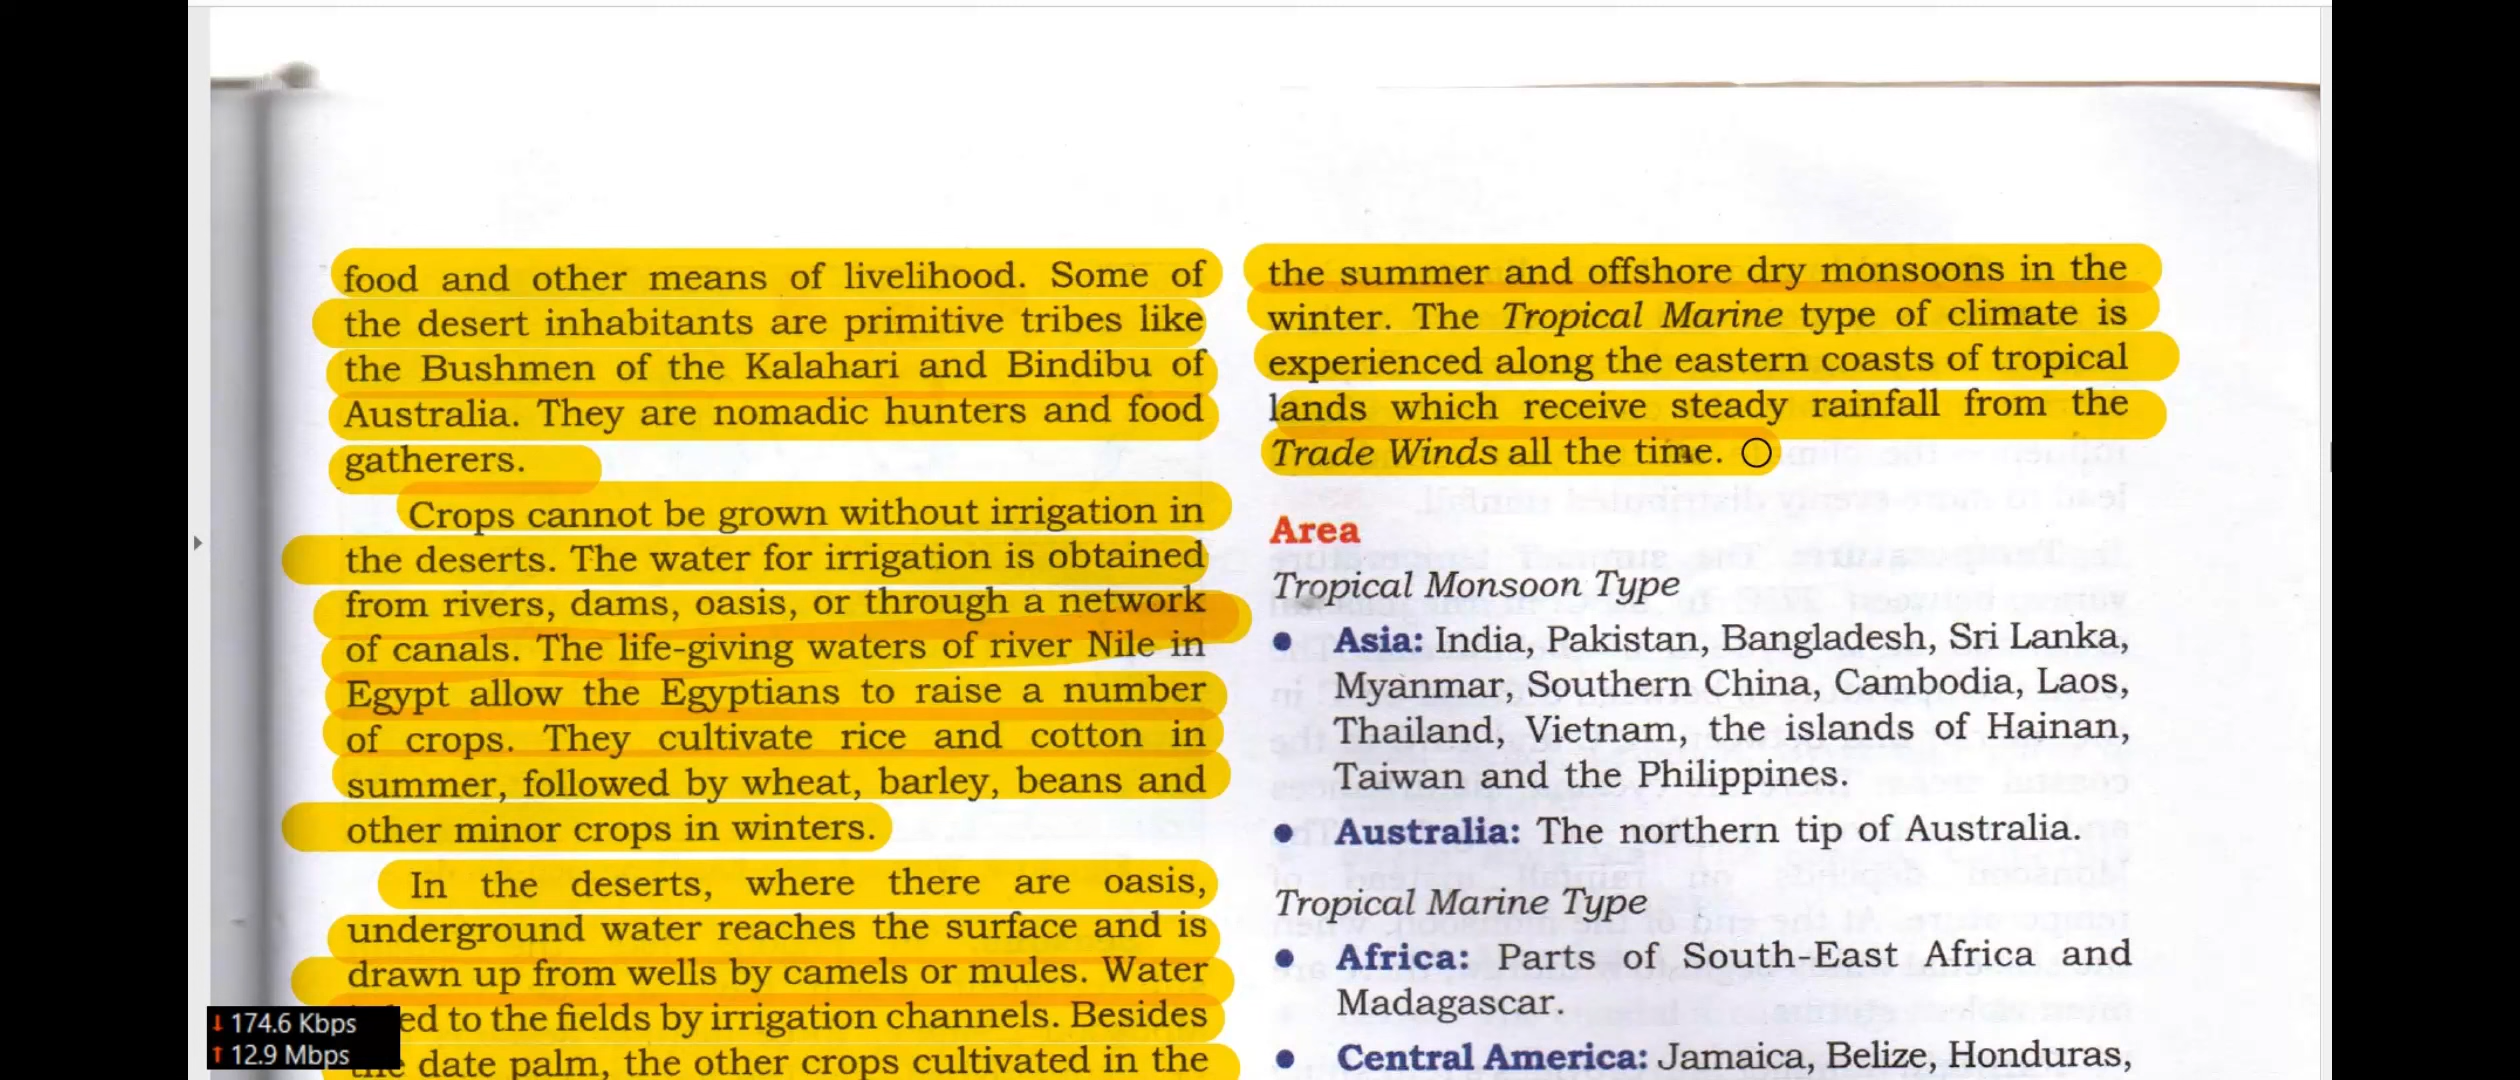 food and other means of livelihood. Some of
the desert inhabitants are primitive tribes like
the Bushmen of the Kalahari and Bindibu of
Australia. They are nomadic hunters and food
gatherers.
Crops cannot be grown without irrigation in
the deserts. The water for irrigation is obtained
from rivers, dams, oasis, or through a network
of canals. The life-giving waters of river Nile in
Egypt allow the Egyptians to raise a number
of crops. They cultivate rice and cotton in
summer, followed by wheat, barley, beans and
other minor crops in winters.
In the deserts, where there are oasis,
underground water reaches the surface and is
drawn up from wells by camels or mules. Water
ed to the fields by irrigation channels. Besides
date palm, the other crops cultivated in the
the summer and offshore dry monsoons in the
winter. The Tropical Marine type of climate is
experienced along the eastern coasts of tropical
lands which receive steady rainfall from the
Trade Winds all the time.
Area
Tropical Monsoon Type
• Asia: India, Pakistan, Bangladesh, Sri Lanka,
Myanmar, Southern China, Cambodia, Laos,
Thailand, Vietnam, the islands of Hainan,
Taiwan and the Philippines.
• Australia: The northern tip of Australia.
Tropical Marine Type
• Africa: Parts of South-East Africa and
Madagascar.
• Central America: Jamaica, Belize, Honduras,
↓ 174.6 Kbps
↑ 12.9 Mbps